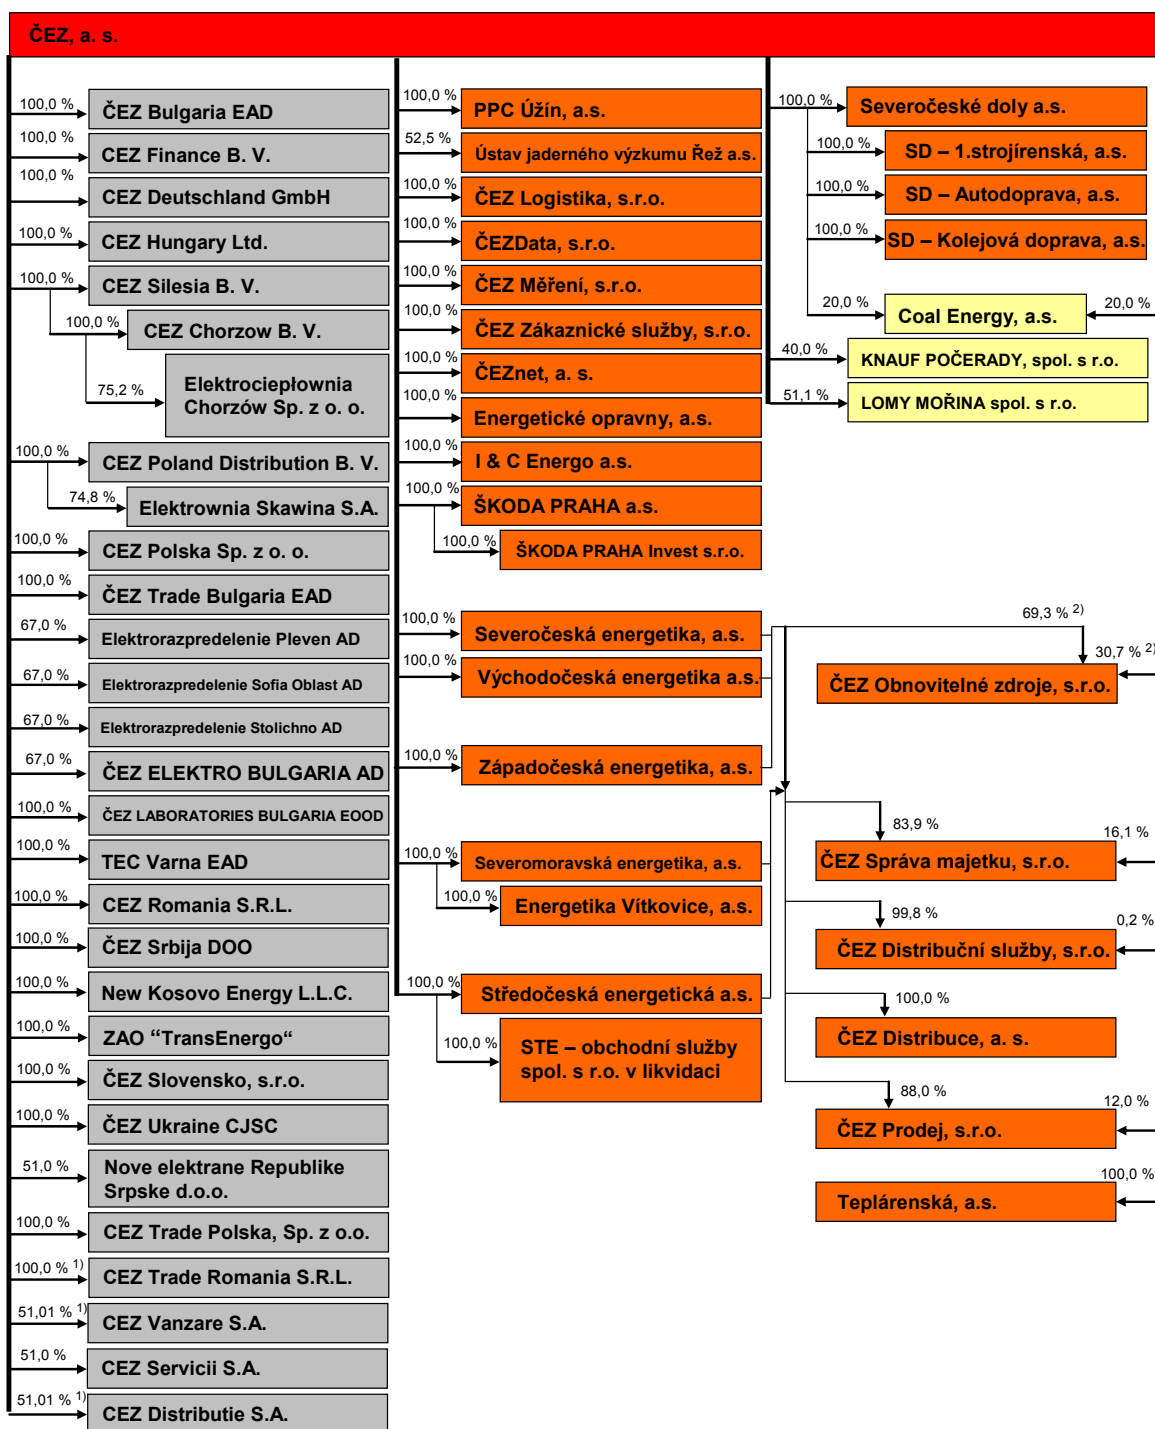 ČEZ, a. s.
100,0 %
ČEZ Bulgaria EAD
100,0 %
CEZ Finance B. V.
100,0 %
CEZ Deutschland GmbH
100,0 %
CEZ Hungary Ltd.
100,0 %
CEZ Silesia B. V.
100,0 %
CEZ Chorzow B. V.
75,2 %
Elektrociepłownia
Chorzów Sp. z o. o.
100,0 %
CEZ Poland Distribution B. V.
74,8 %
Elektrownia Skawina S.A.
100,0 %
CEZ Polska Sp. z o. o.
100,0 %
ČEZ Trade Bulgaria EAD
67,0 %
Elektrorazpredelenie Pleven AD
67,0 %
Elektrorazpredelenie Sofia Oblast AD
67,0 %
Elektrorazpredelenie Stolichno AD
67,0 %
ČEZ ELEKTRO BULGARIA AD
100,0 %
ČEZ LABORATORIES BULGARIA EOOD
100,0 %
TEC Varna EAD
100,0 %
CEZ Romania S.R.L.
100,0 %
ČEZ Srbija DOO
100,0 %
New Kosovo Energy L.L.C.
100,0 %
ZAO “TransEnergo“
100,0 %
ČEZ Slovensko, s.r.o.
100,0 %
ČEZ Ukraine CJSC
51,0 %
Nove elektrane Republike
Srpske d.o.o.
100,0 %
CEZ Trade Polska, Sp. z o.o.
100,0 % 1)
CEZ Trade Romania S.R.L.
51,01 % 1)
CEZ Vanzare S.A.
51,0 %
CEZ Servicii S.A.
51,01 % 1)
CEZ Distributie S.A.
100,0 %
PPC Úžín, a.s.
52,5 %
Ústav jaderného výzkumu Řež a.s.
100,0 %
ČEZ Logistika, s.r.o.
100,0 %
ČEZData, s.r.o.
100,0 %
ČEZ Měření, s.r.o.
100,0 %
ČEZ Zákaznické služby, s.r.o.
100,0 %
ČEZnet, a. s.
100,0 %
Energetické opravny, a.s.
100,0 %
I & C Energo a.s.
100,0 %
ŠKODA PRAHA a.s.
100,0 %
ŠKODA PRAHA Invest s.r.o.
100,0 %
Severočeská energetika, a.s.
100,0 %
Východočeská energetika a.s.
100,0 %
Západočeská energetika, a.s.
100,0 %
Severomoravská energetika, a.s.
100,0 %
Energetika Vítkovice, a.s.
100,0 %
Středočeská energetická a.s.
100,0 %
STE – obchodní služby
spol. s r.o. v likvidaci
100,0 %
Severočeské doly a.s.
100,0 %
SD – 1.strojírenská, a.s.
100,0 %
SD – Autodoprava, a.s.
100,0 %
SD – Kolejová doprava, a.s.
20,0 %
Coal Energy, a.s.
20,0 %
40,0 %
KNAUF POČERADY, spol. s r.o.
51,1 %
LOMY MOŘINA spol. s r.o.
69,3 % 2)
30,7 % 2)
ČEZ Obnovitelné zdroje, s.r.o.
83,9 %
16,1 %
ČEZ Správa majetku, s.r.o.
99,8 %
0,2 %
ČEZ Distribuční služby, s.r.o.
100,0 %
ČEZ Distribuce, a. s.
88,0 %
12,0 %
ČEZ Prodej, s.r.o.
100,0 %
Teplárenská, a.s.